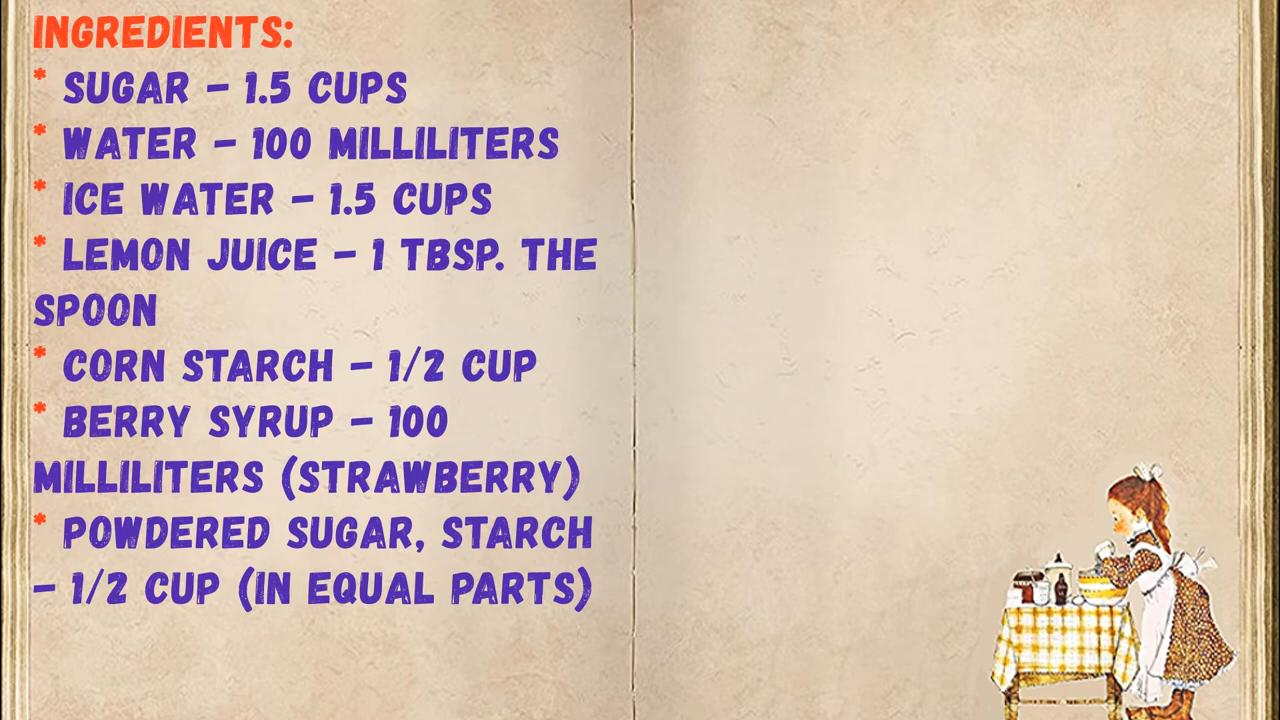 INGREDIENTS:
* SUGAR – 1.5 CUPS
* WATER – 100 MILLILITERS
* ICE WATER – 1.5 CUPS
* LEMON JUICE – 1 TBSP. THE
SPOON
* CORN STARCH – 1/2 CUP
* BERRY SYRUP – 100
MILLILITERS (STRAWBERRY)
* POWDERED SUGAR, STARCH
– 1/2 CUP (IN EQUAL PARTS)